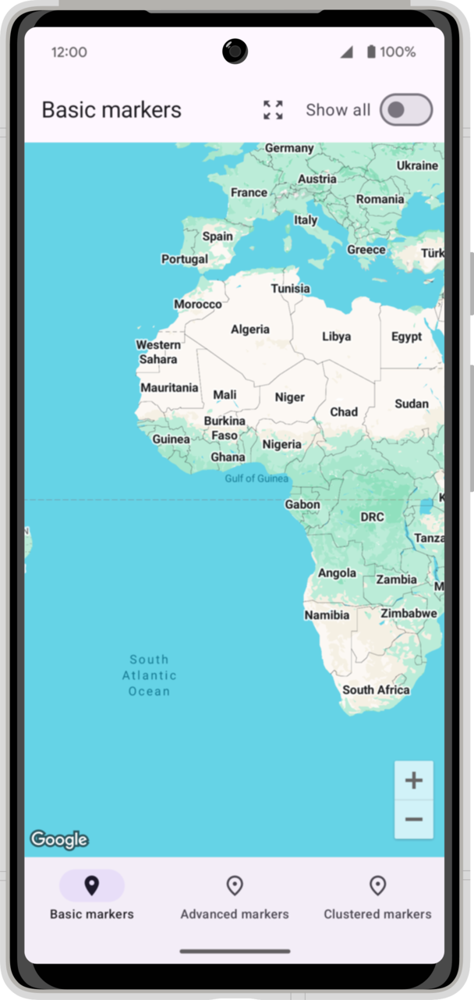 12:00
100%
Basic markers
Show all
Germany
Ukraine
Austria
France
Romania
Italy
Spain
Greece
Türk
Portugal
Tunisia
Morocco
Algeria
Libya
Egypt
Western
Sahara
Mauritania
Mali
Niger
Sudan
Chad
Burkina
Faso
Guinea
Nigeria
Ghana
Gulf of Guinea
K
Gabon
DRC
N
Tanza
Angola
Zambia
M
Namibia
Zimbabwe
South
Atlantic
Ocean
South Africa
+
−
Google
Basic markers
Advanced markers
Clustered markers